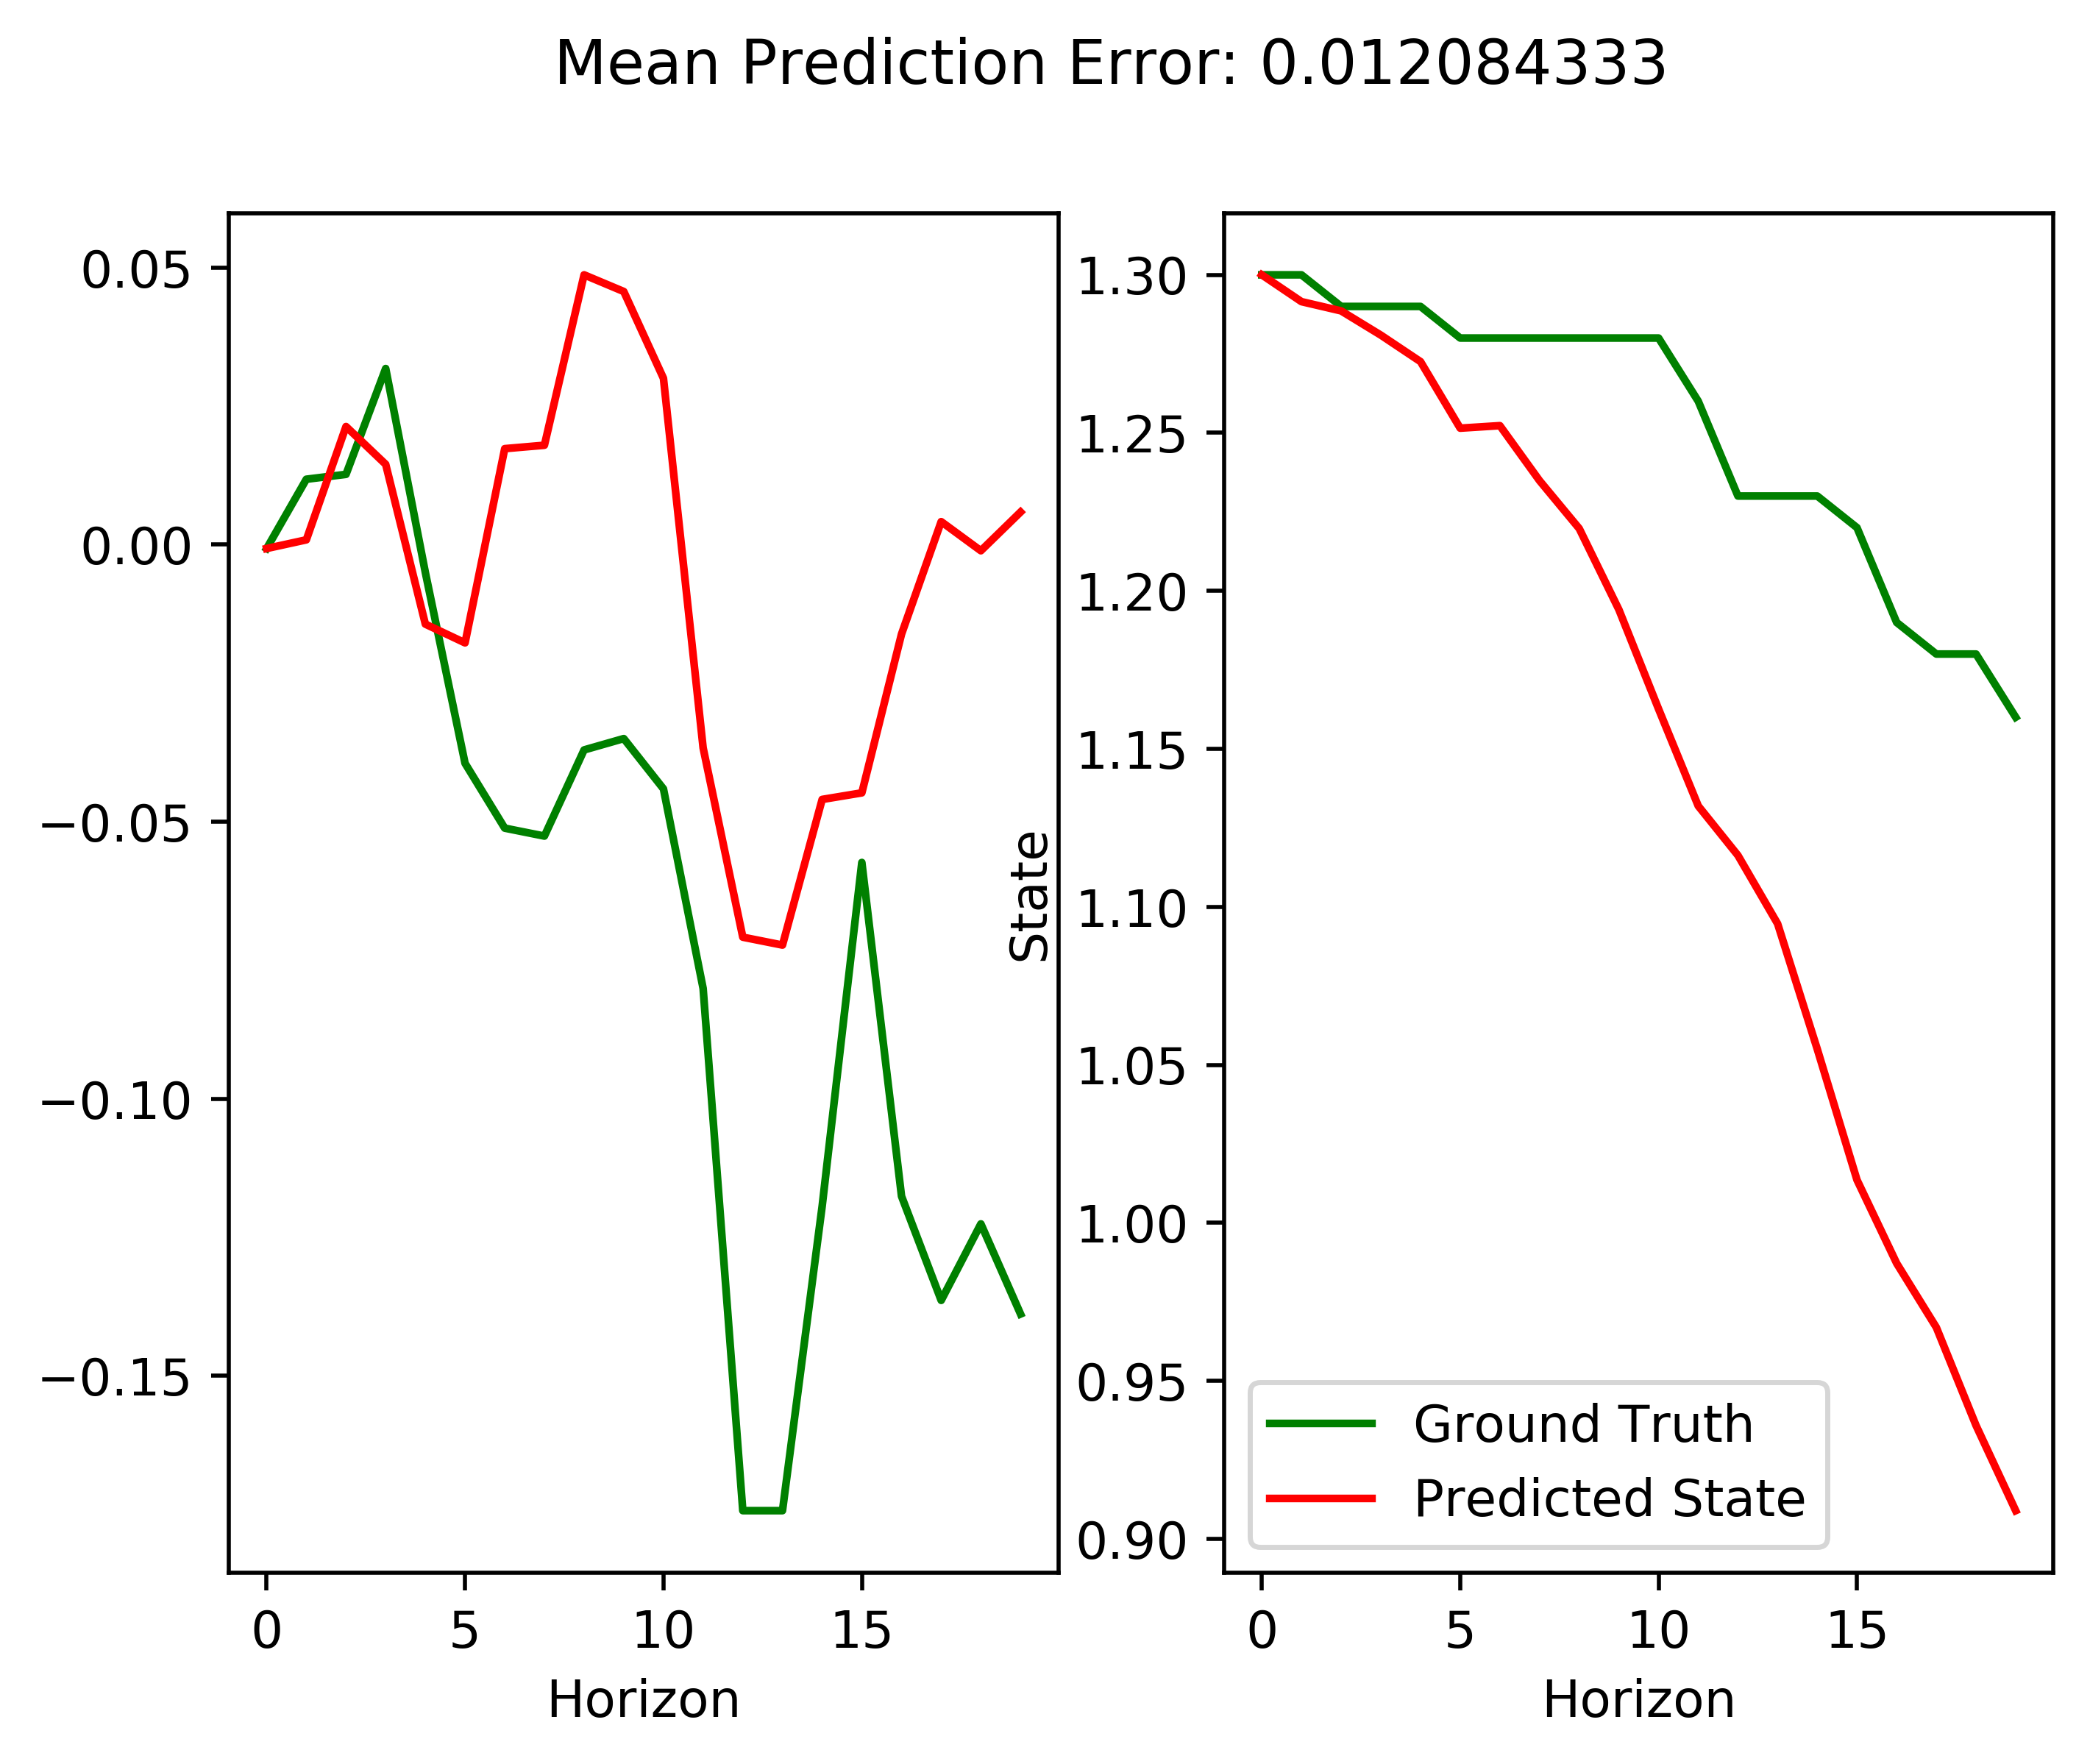 Mean Prediction Error: 0.012084333
0.05
0.00
−0.05
−0.10
−0.15
0 5 10 15
Horizon
State
1.30
1.25
1.20
1.15
1.10
1.05
1.00
0.95
0.90
Ground Truth
Predicted State
0 5 10 15
Horizon